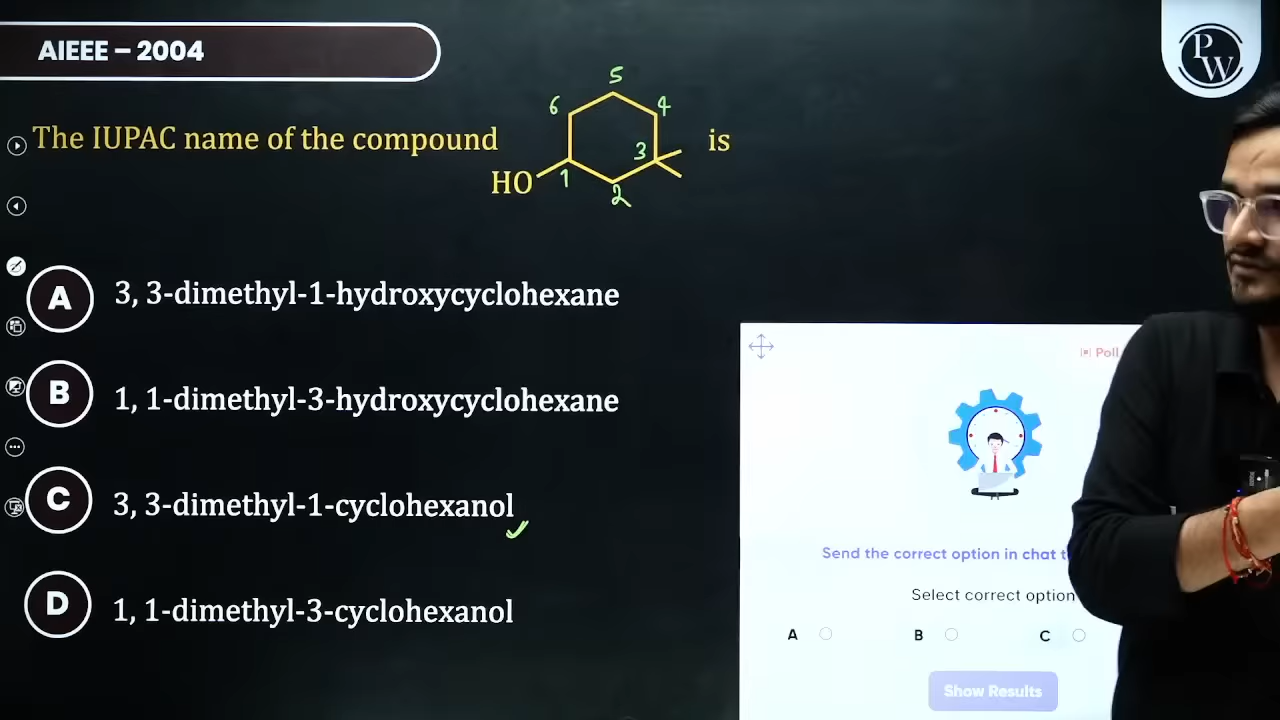 AIEEE – 2004
PW
The IUPAC name of the compound
is
HO
1
2
3
4
5
6
A
3, 3-dimethyl-1-hydroxycyclohexane
B
1, 1-dimethyl-3-hydroxycyclohexane
C
3, 3-dimethyl-1-cyclohexanol
D
1, 1-dimethyl-3-cyclohexanol
Poll
Send the correct option in chat
Select correct option
A B C
Show Results